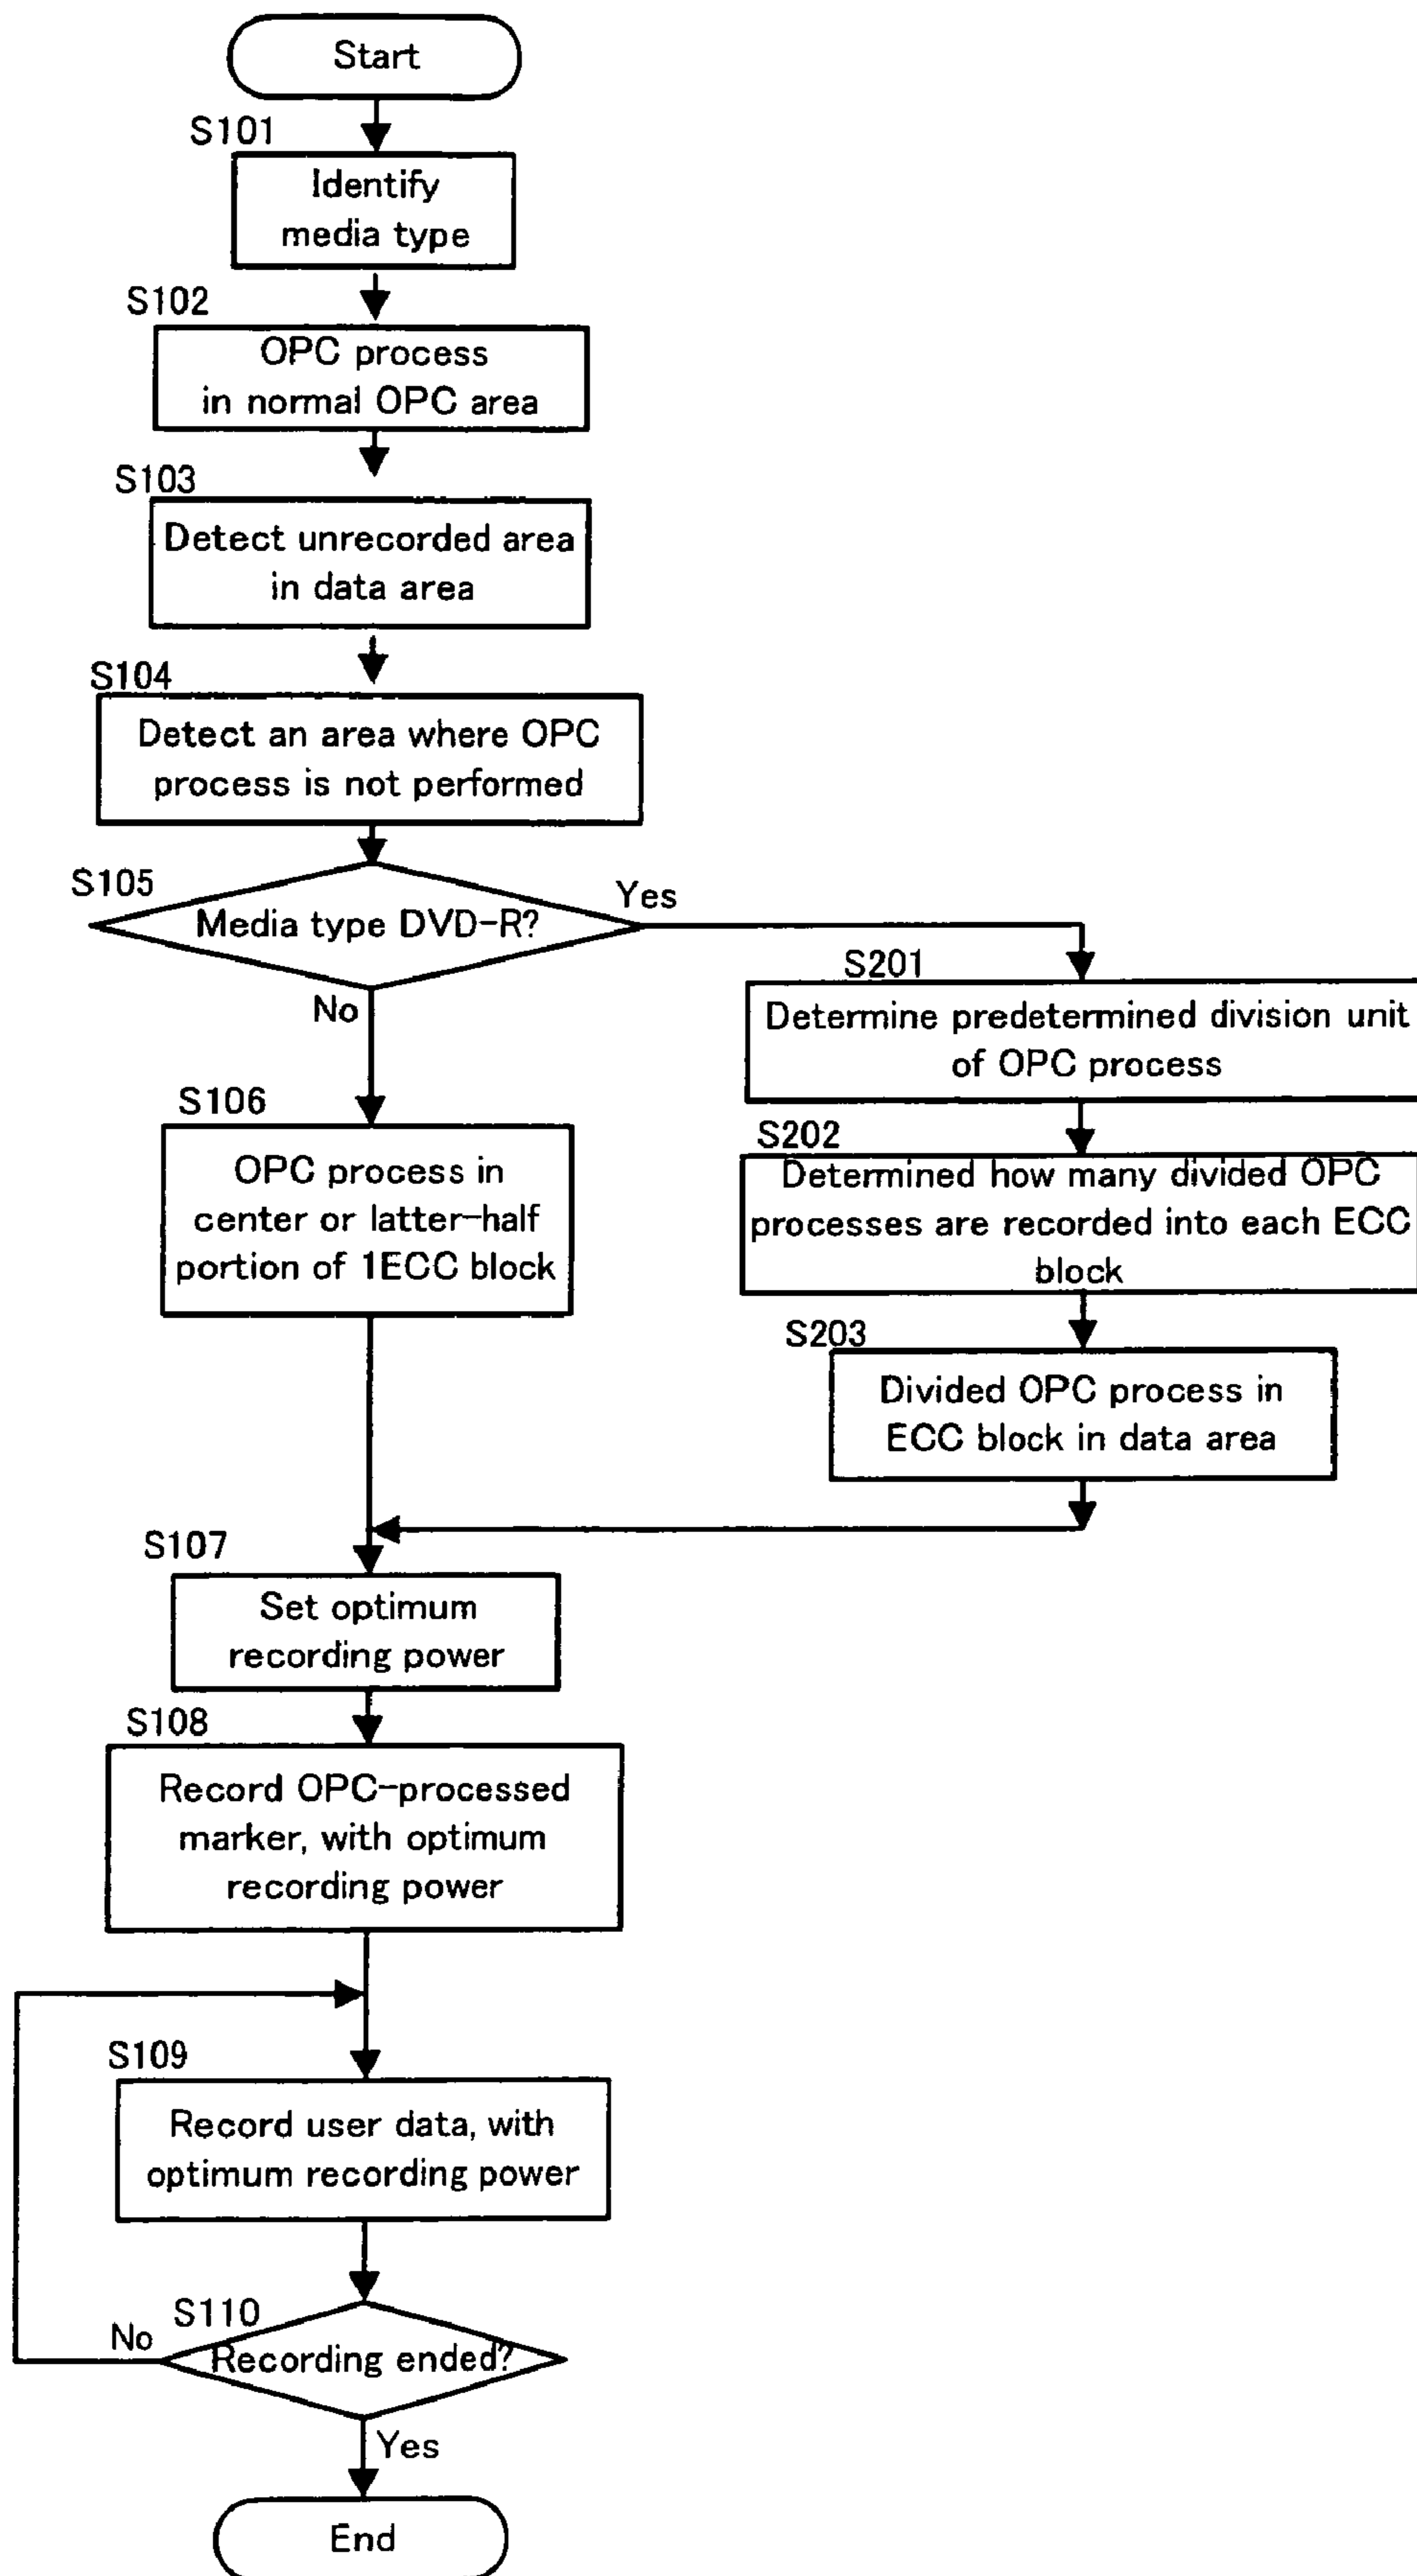 Start
S101
Identify
media type
S102
OPC process
in normal OPC area
S103
Detect unrecorded area
in data area
S104
Detect an area where OPC
process is not performed
S105
Media type DVD-R?
Yes
No
S201
Determine predetermined division unit
of OPC process
S202
Determined how many divided OPC
processes are recorded into each ECC
block
S203
Divided OPC process in
ECC block in data area
S106
OPC process in
center or latter-half
portion of 1ECC block
S107
Set optimum
recording power
S108
Record OPC-processed
marker, with optimum
recording power
S109
Record user data, with
optimum recording power
S110
Recording ended?
No
Yes
End